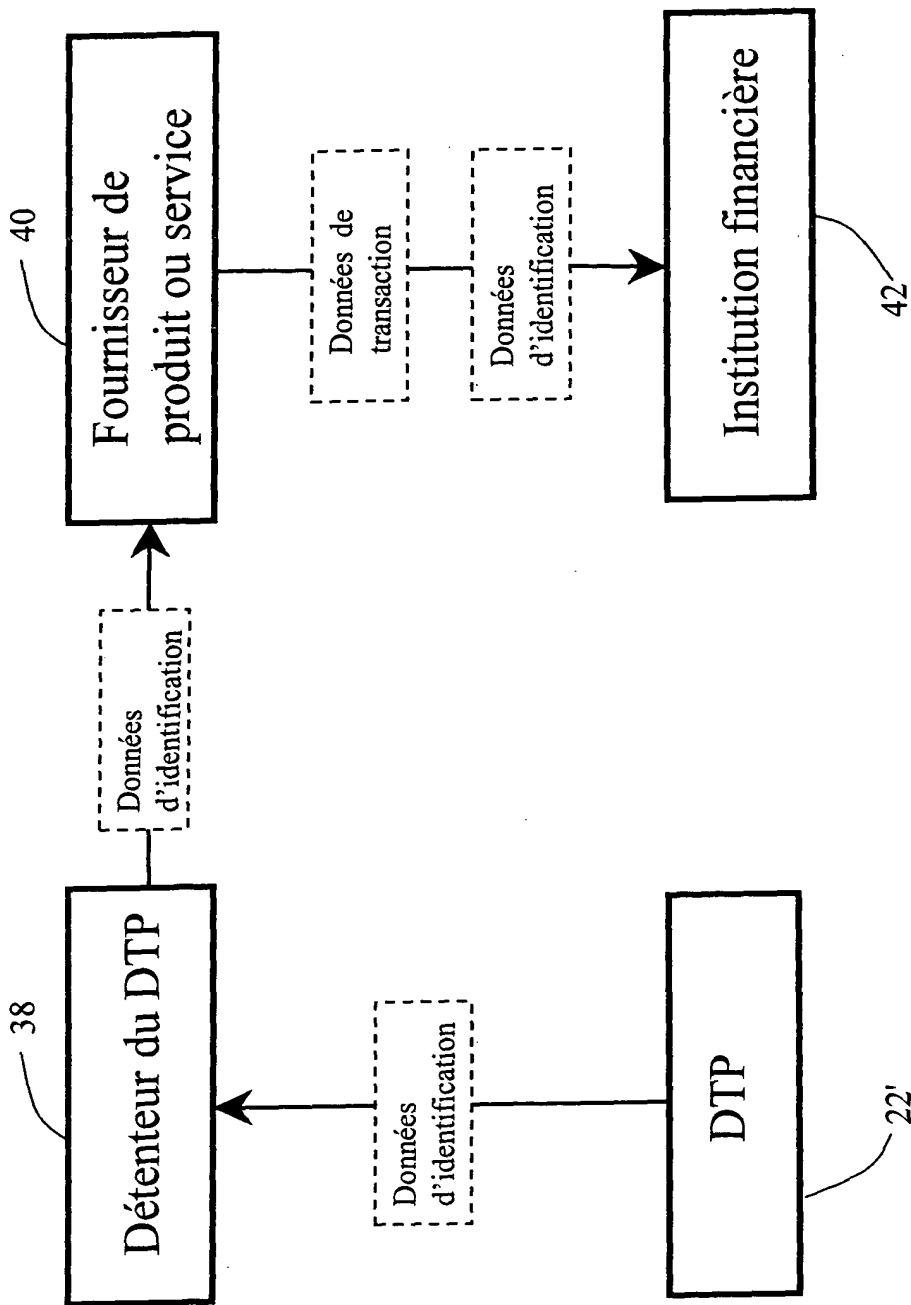 38
Détenteur du DTP
Données
d'identification
40
Fournisseur de
produit ou service
Données
d'identification
Données de
transaction
Données
d'identification
DTP
22'
Institution financière
42'